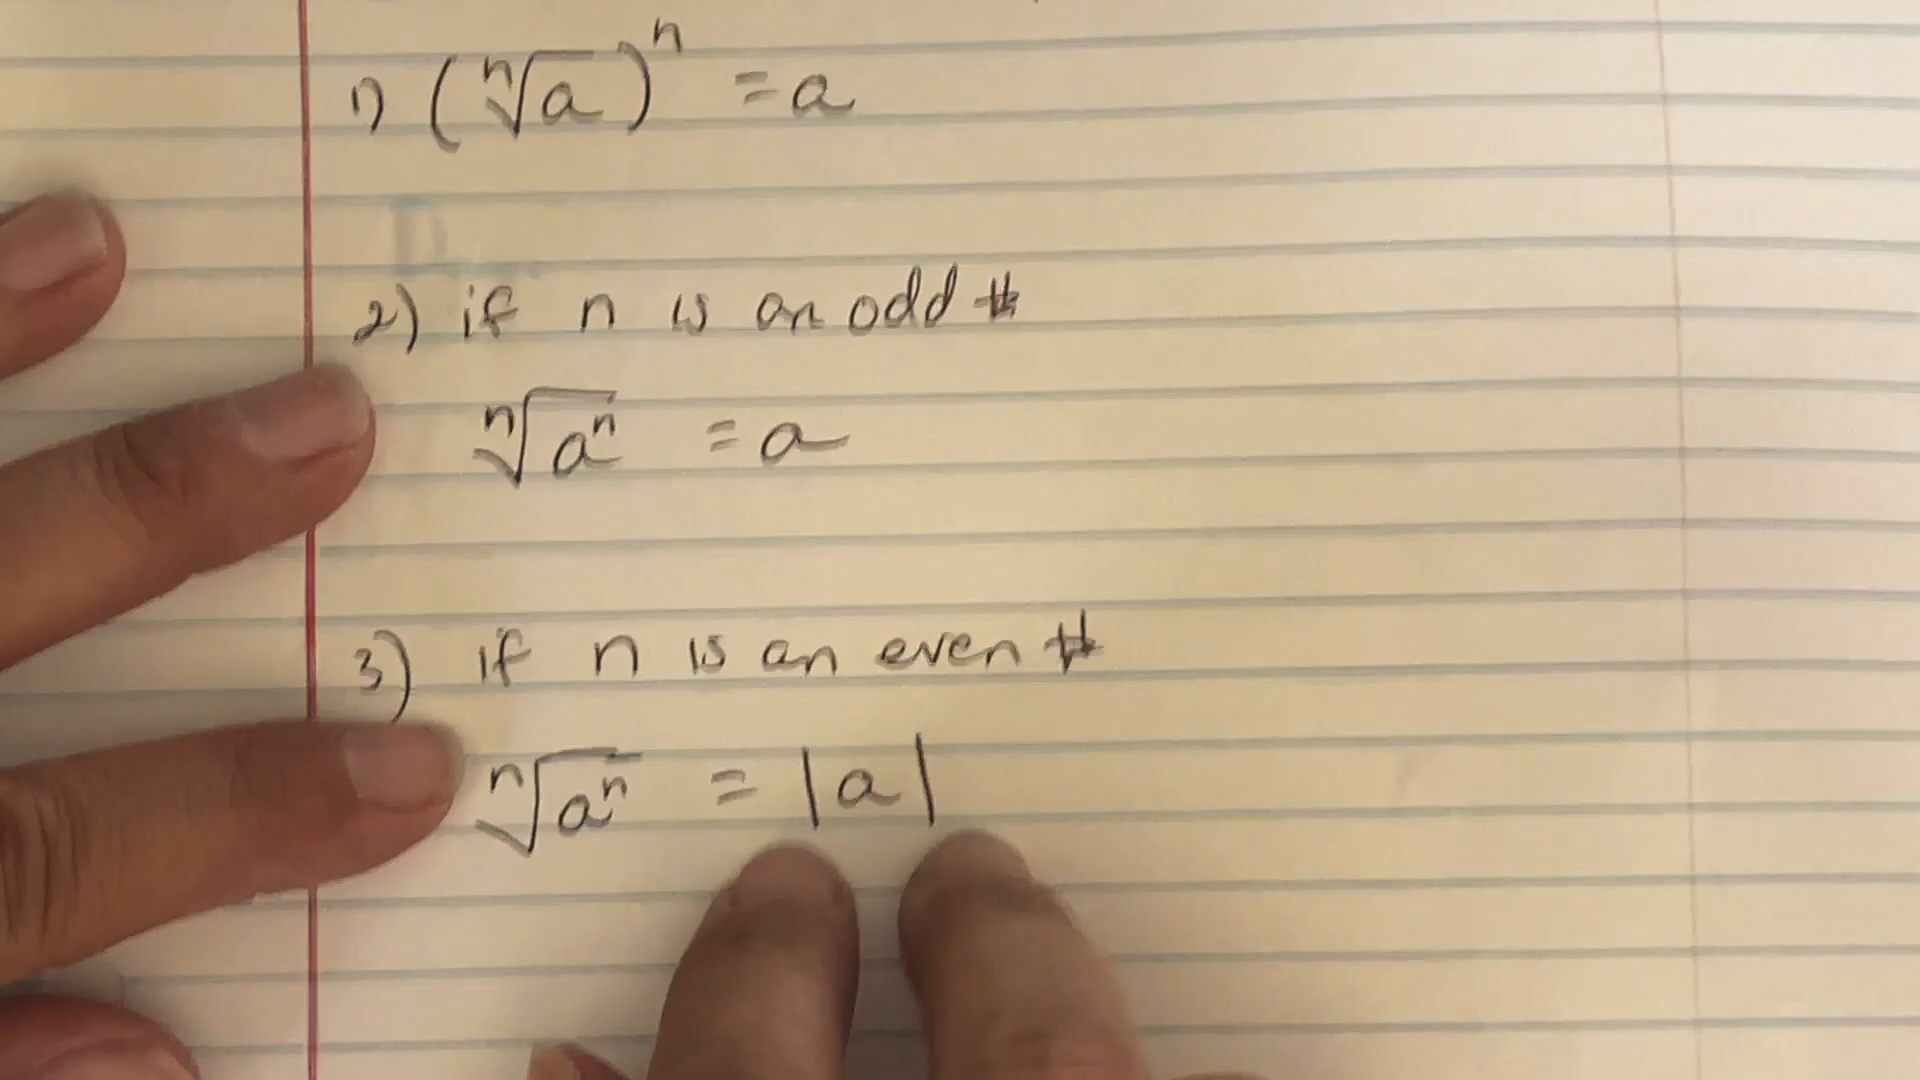 1) (ⁿ√a)ⁿ = a
2) if n is an odd #
ⁿ√aⁿ = a
3) if n is an even #
ⁿ√aⁿ = |a|